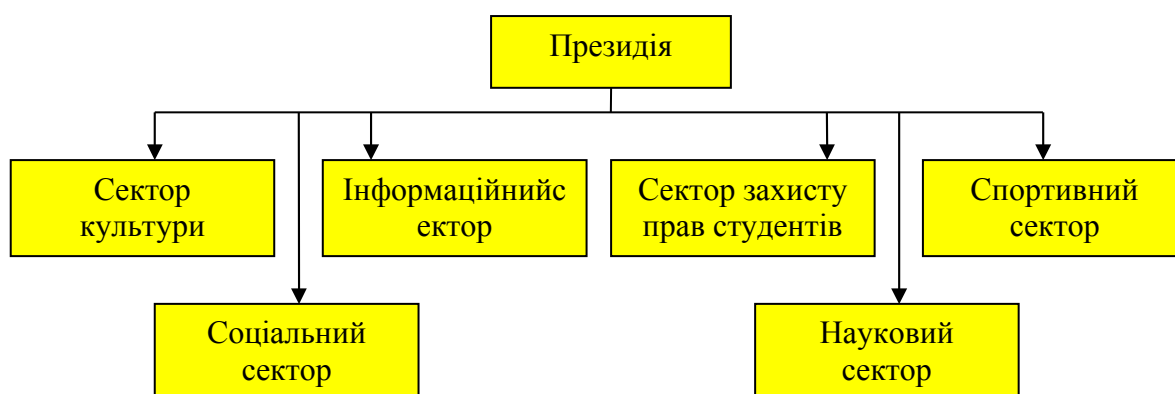 Президія
Сектор
культури
Інформаційнийс
ектор
Сектор захисту
прав студентів
Спортивний
сектор
Соціальний
сектор
Науковий
сектор